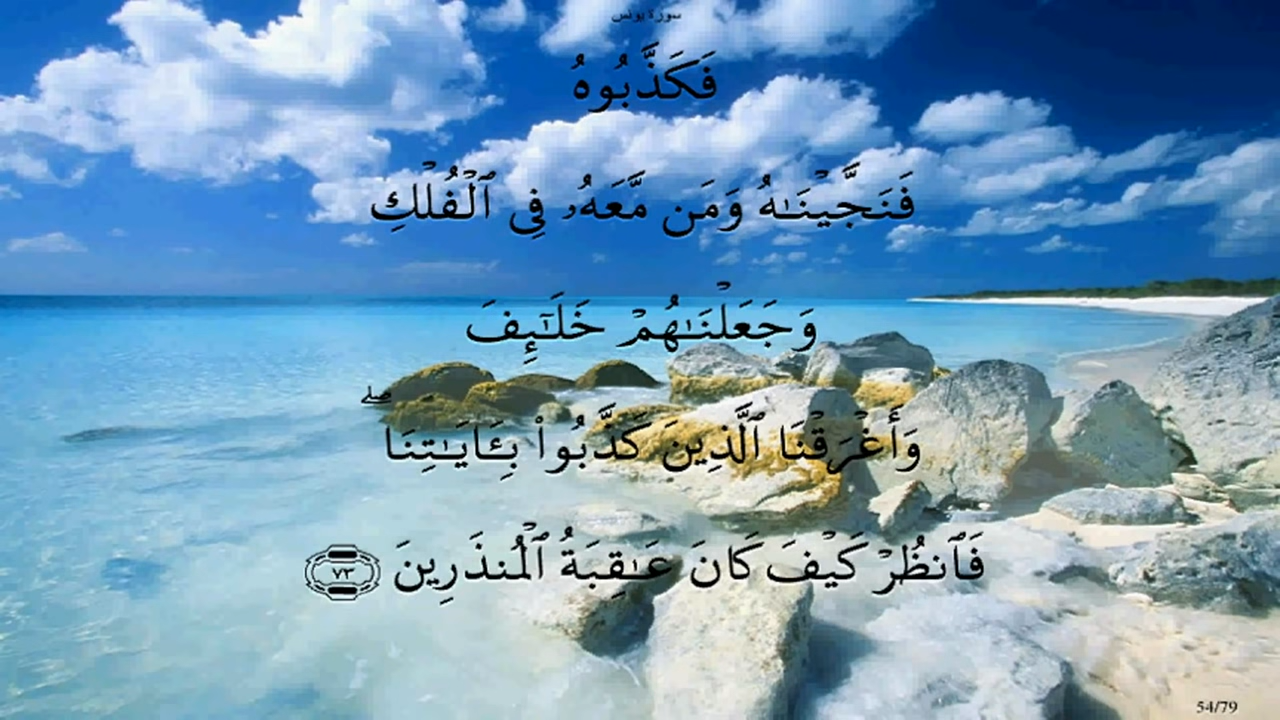 سورة يونس
فَكَذَّبُوهُ
فَنَجَّيْنَـٰهُ وَمَن مَّعَهُۥ فِى ٱلْفُلْكِ
وَجَعَلْنَـٰهُمْ خَلَـٰٓئِفَ
وَأَغْرَقْنَا ٱلَّذِينَ كَذَّبُوا۟ بِـَٔايَـٰتِنَا ۖ
فَٱنظُرْ كَيْفَ كَانَ عَـٰقِبَةُ ٱلْمُنذَرِينَ ٧٣
54/79